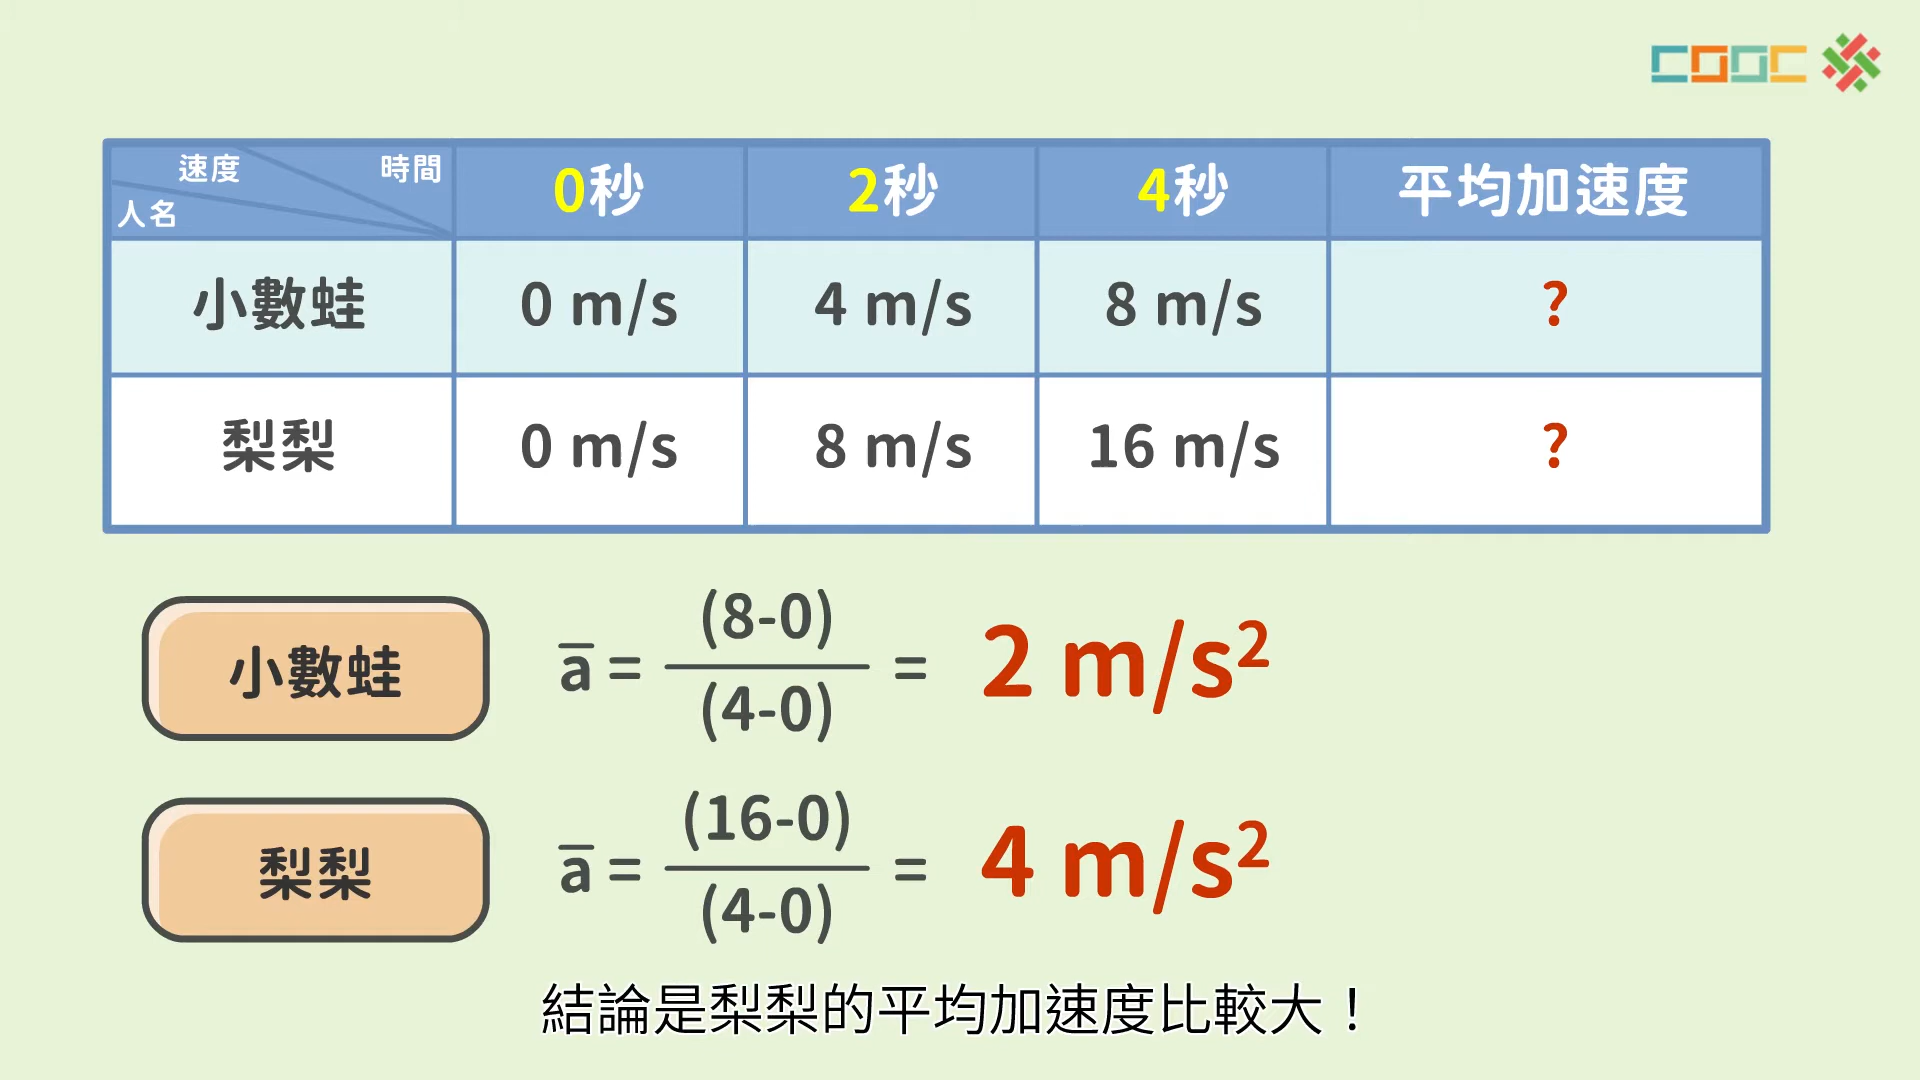 COOC
速度 時間 人名 0秒 2秒 4秒 平均加速度
小數蛙 0 m/s 4 m/s 8 m/s ?
梨梨 0 m/s 8 m/s 16 m/s ?
小數蛙 a̅ = (8-0) / (4-0) = 2 m/s²
梨梨 a̅ = (16-0) / (4-0) = 4 m/s²
結論是梨梨的平均加速度比較大！